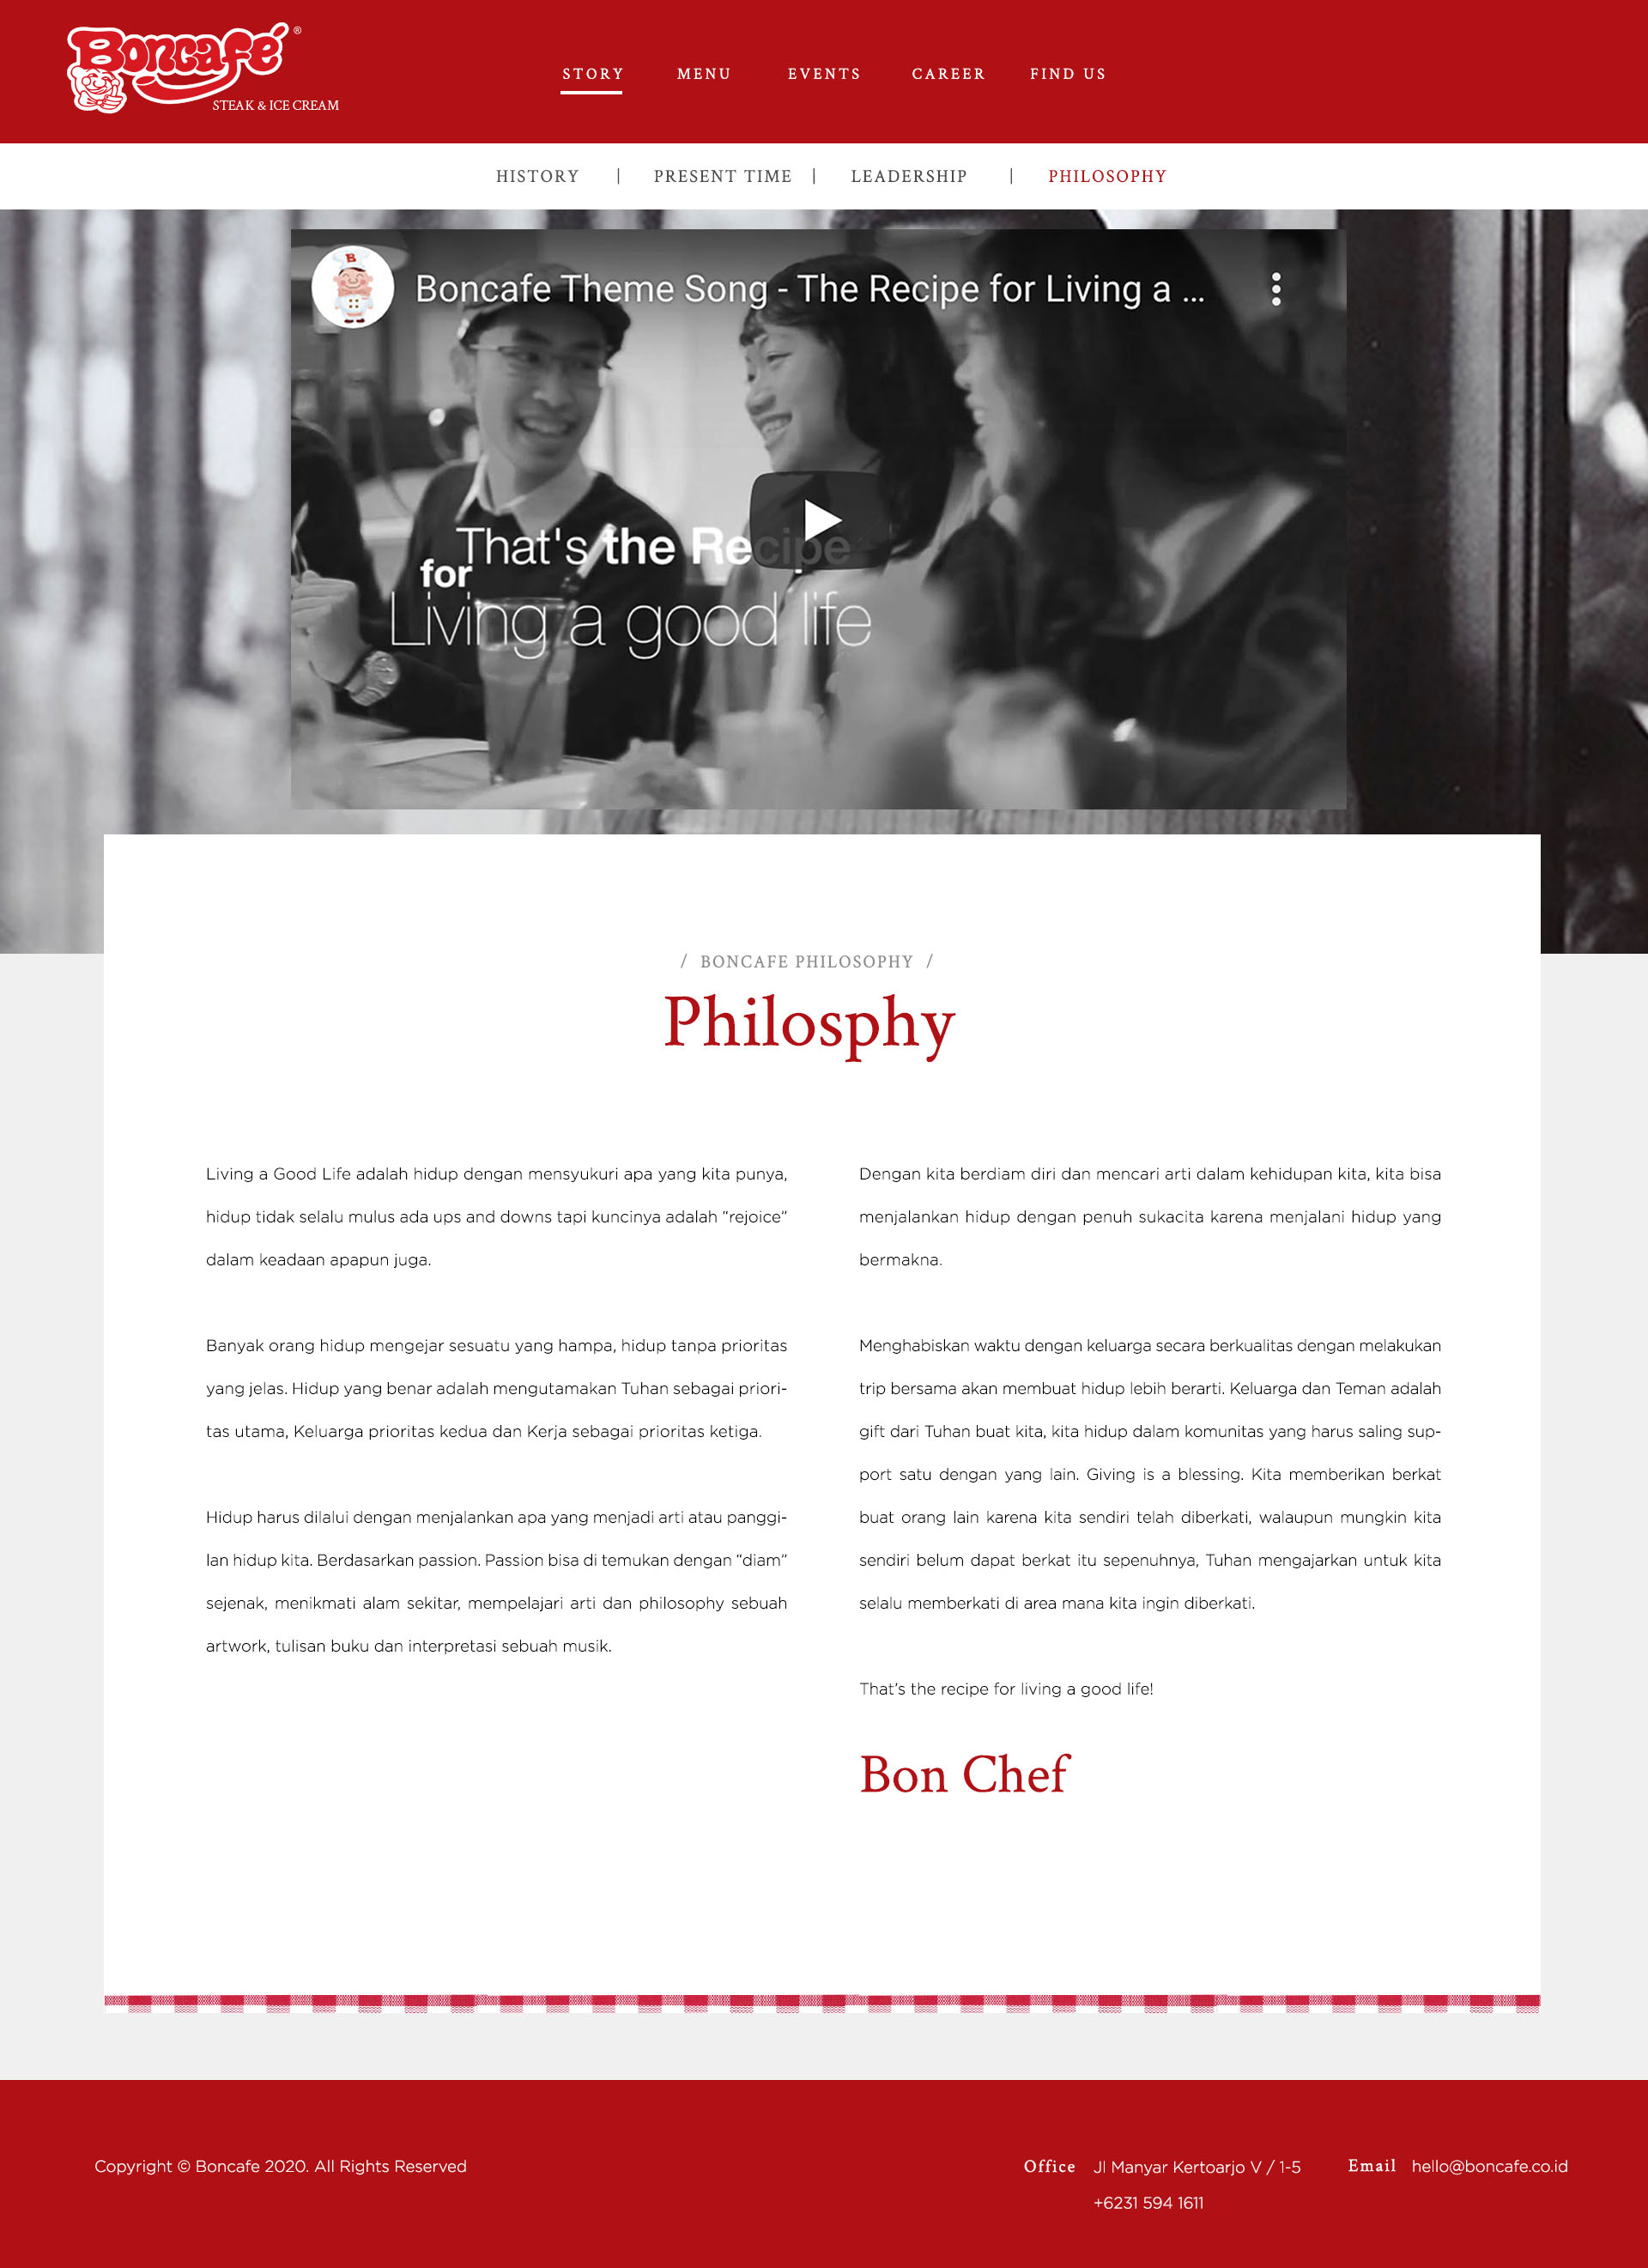 Boncafé®
STEAK & ICE CREAM
STORY MENU EVENTS CAREER FIND US
HISTORY | PRESENT TIME | LEADERSHIP | PHILOSOPHY
B
Boncafe Theme Song - The Recipe for Living a ...
That's the Recipe
for
Living a good life
/ BONCAFE PHILOSOPHY /
Philosphy
Living a Good Life adalah hidup dengan mensyukuri apa yang kita punya,
hidup tidak selalu mulus ada ups and downs tapi kuncinya adalah “rejoice”
dalam keadaan apapun juga.
Banyak orang hidup mengejar sesuatu yang hampa, hidup tanpa prioritas
yang jelas. Hidup yang benar adalah mengutamakan Tuhan sebagai priori-
tas utama, Keluarga prioritas kedua dan Kerja sebagai prioritas ketiga.
Hidup harus dilalui dengan menjalankan apa yang menjadi arti atau panggi-
lan hidup kita. Berdasarkan passion. Passion bisa di temukan dengan “diam”
sejenak, menikmati alam sekitar, mempelajari arti dan philosophy sebuah
artwork, tulisan buku dan interpretasi sebuah musik.
Dengan kita berdiam diri dan mencari arti dalam kehidupan kita, kita bisa
menjalankan hidup dengan penuh sukacita karena menjalani hidup yang
bermakna.
Menghabiskan waktu dengan keluarga secara berkualitas dengan melakukan
trip bersama akan membuat hidup lebih berarti. Keluarga dan Teman adalah
gift dari Tuhan buat kita, kita hidup dalam komunitas yang harus saling sup-
port satu dengan yang lain. Giving is a blessing. Kita memberikan berkat
buat orang lain karena kita sendiri telah diberkati, walaupun mungkin kita
sendiri belum dapat berkat itu sepenuhnya, Tuhan mengajarkan untuk kita
selalu memberkati di area mana kita ingin diberkati.
That’s the recipe for living a good life!
Bon Chef
Copyright © Boncafe 2020. All Rights Reserved
Office Jl Manyar Kertoarjo V / 1-5
+6231 594 1611
Email hello@boncafe.co.id